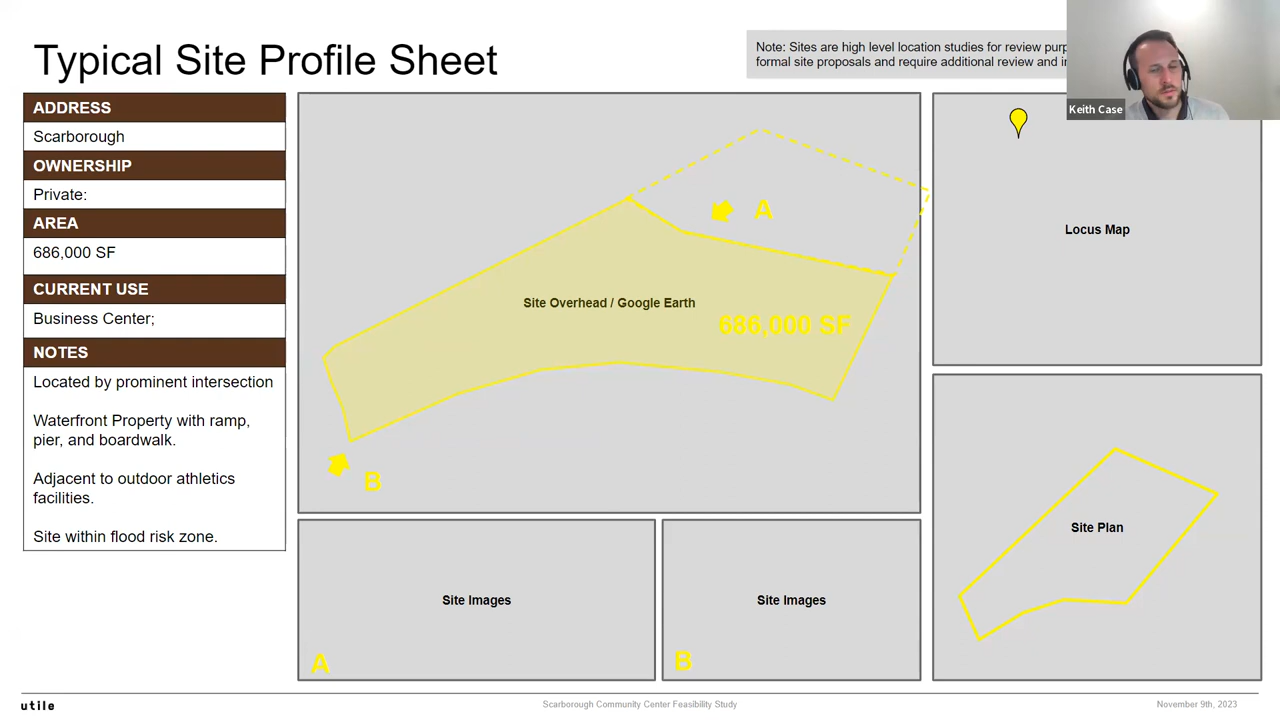 Typical Site Profile Sheet
Note: Sites are high level location studies for review
formal site proposals and require additional review and
Keith Case
ADDRESS
Scarborough
OWNERSHIP
Private:
AREA
686,000 SF
CURRENT USE
Business Center;
NOTES
Located by prominent intersection
Waterfront Property with ramp,
pier, and boardwalk.
Adjacent to outdoor athletics
facilities.
Site within flood risk zone.
A
Site Overhead / Google Earth
686,000 SF
B
Locus Map
Site Images
A
Site Images
B
Site Plan
utile
Scarborough Community Center Feasibility Study
November 9th, 2023